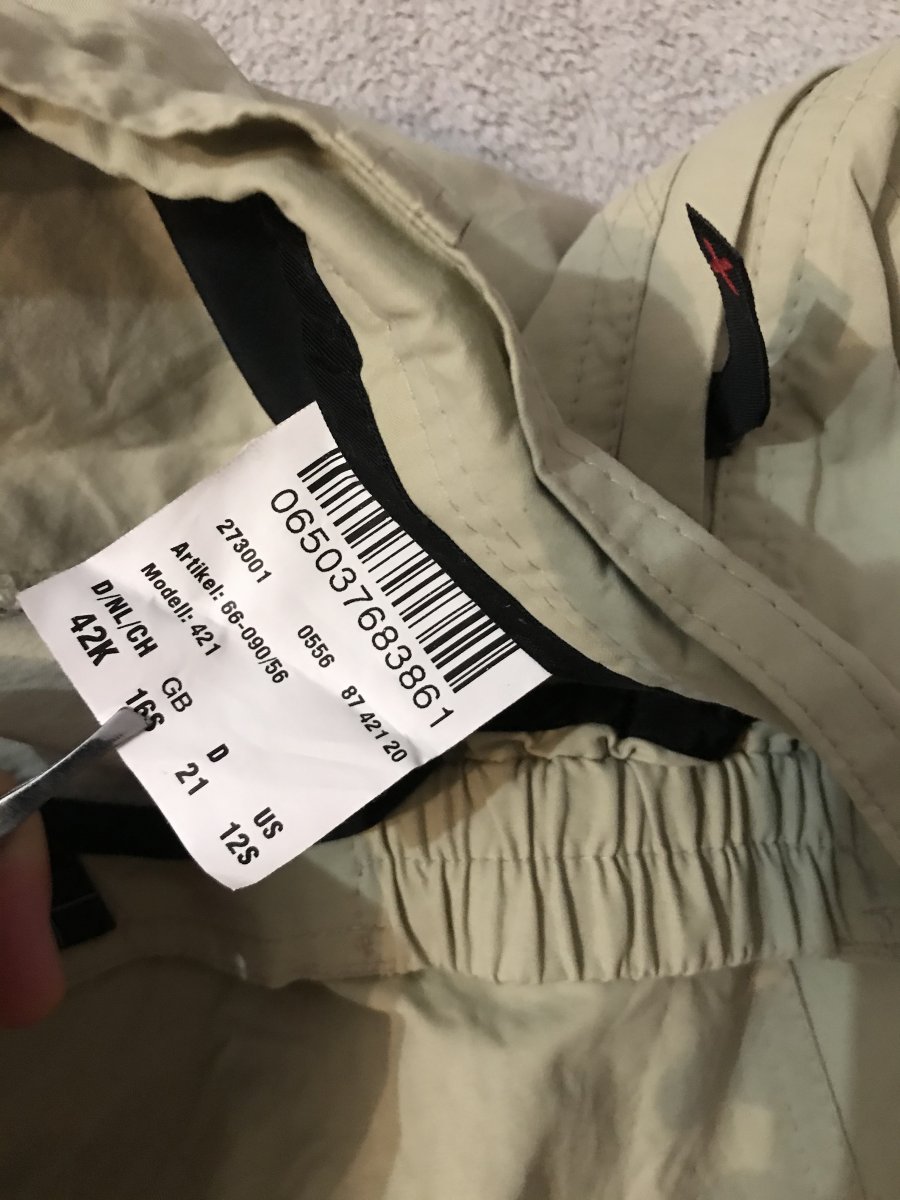 0650376838861
273001 0556 87 421 20
Artikel: 66-090/56
Modell: 421
D/NL/CH GB D US
42K 16S 21 12S